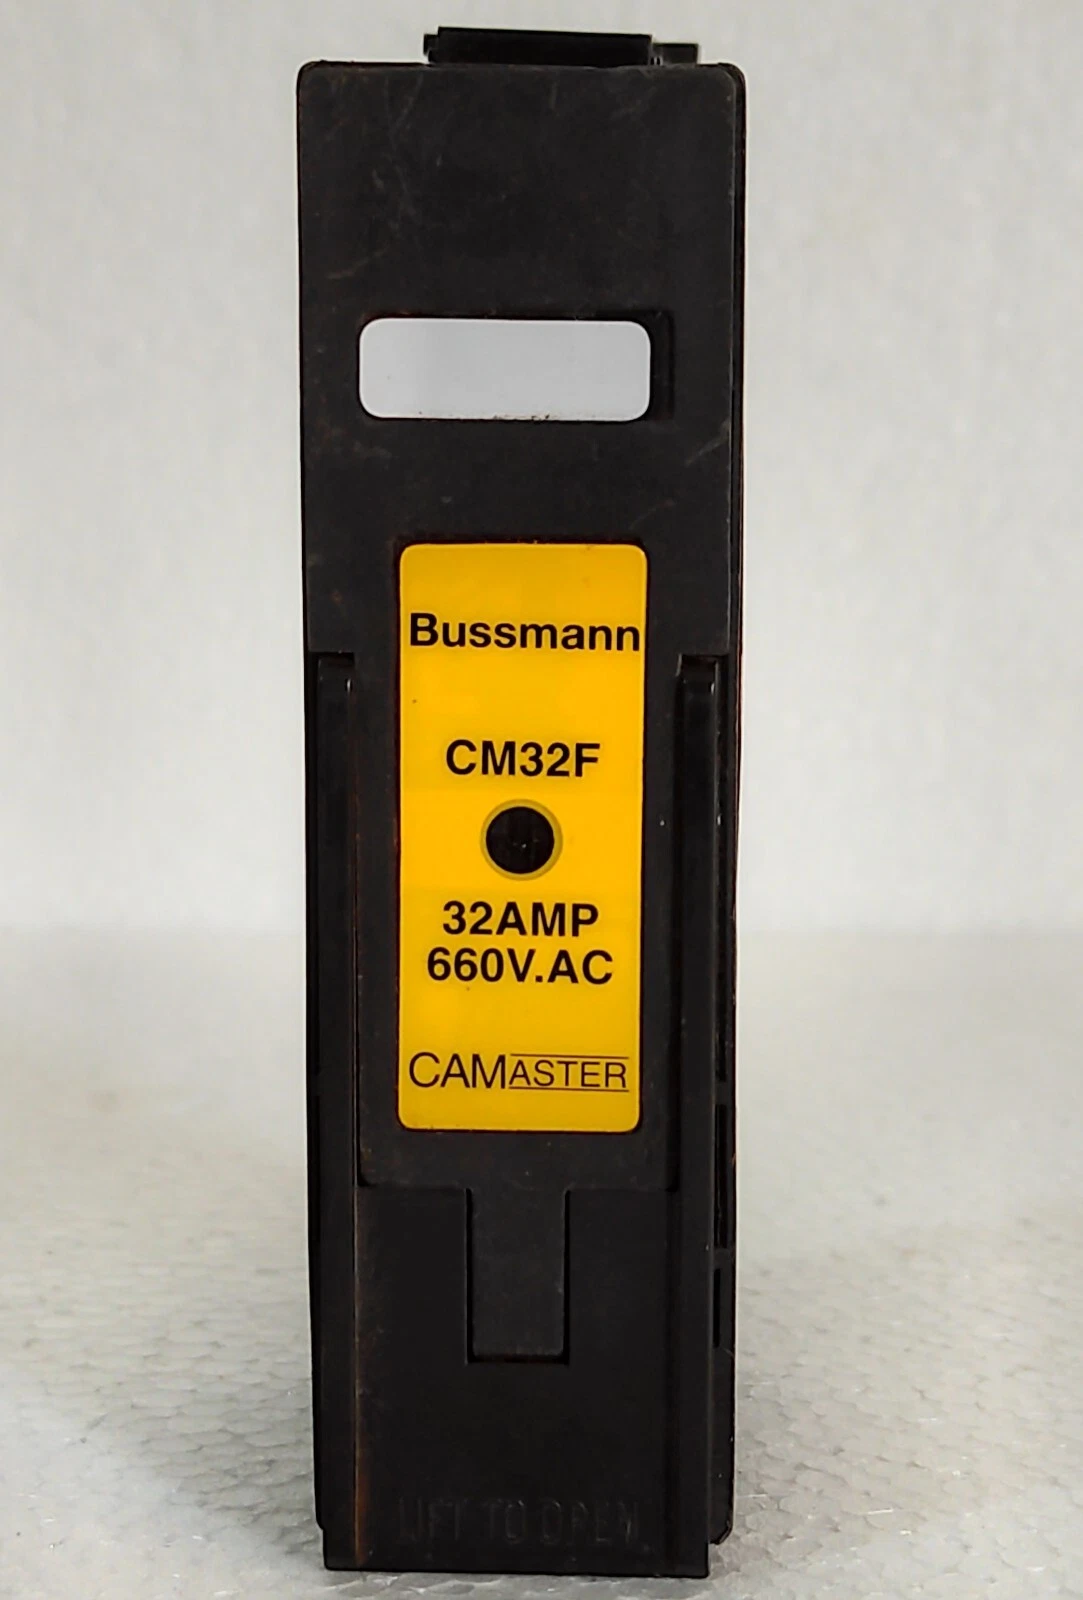 Bussmann
CM32F
32AMP
660V.AC
CAMASTER
LIFT TO OPEN